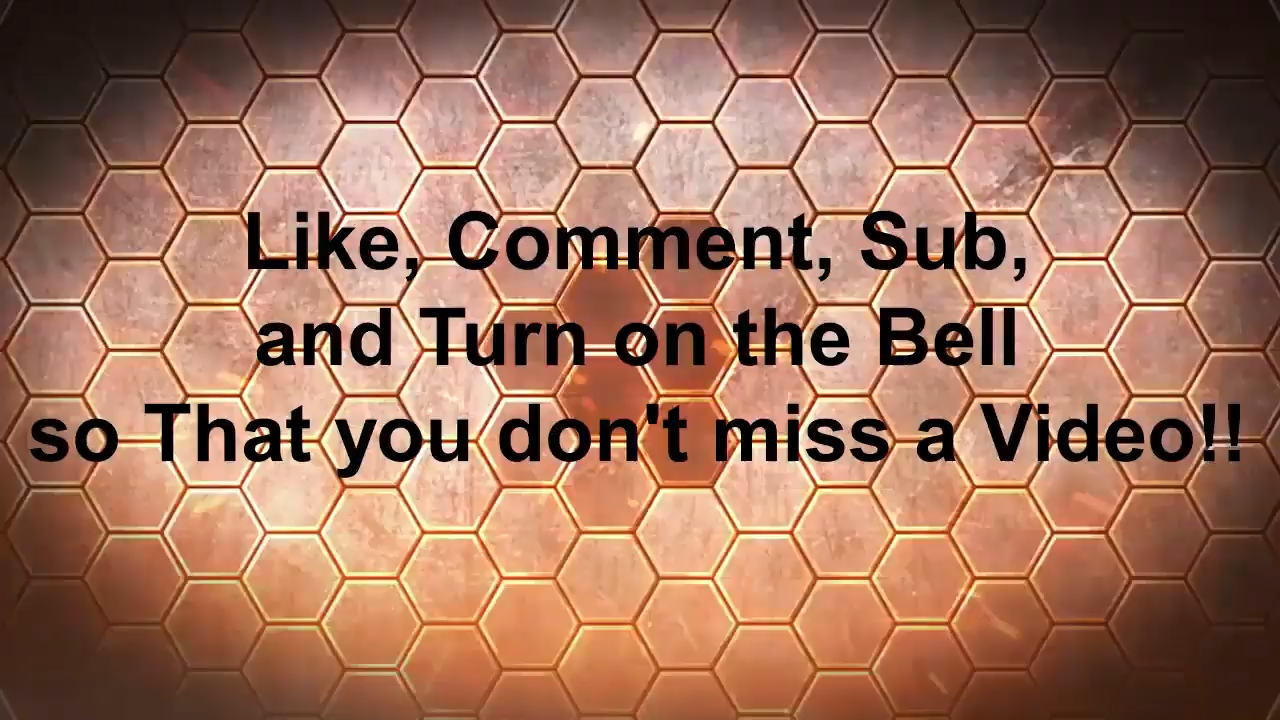 Like, Comment, Sub,
and Turn on the Bell
so That you don't miss a Video!!